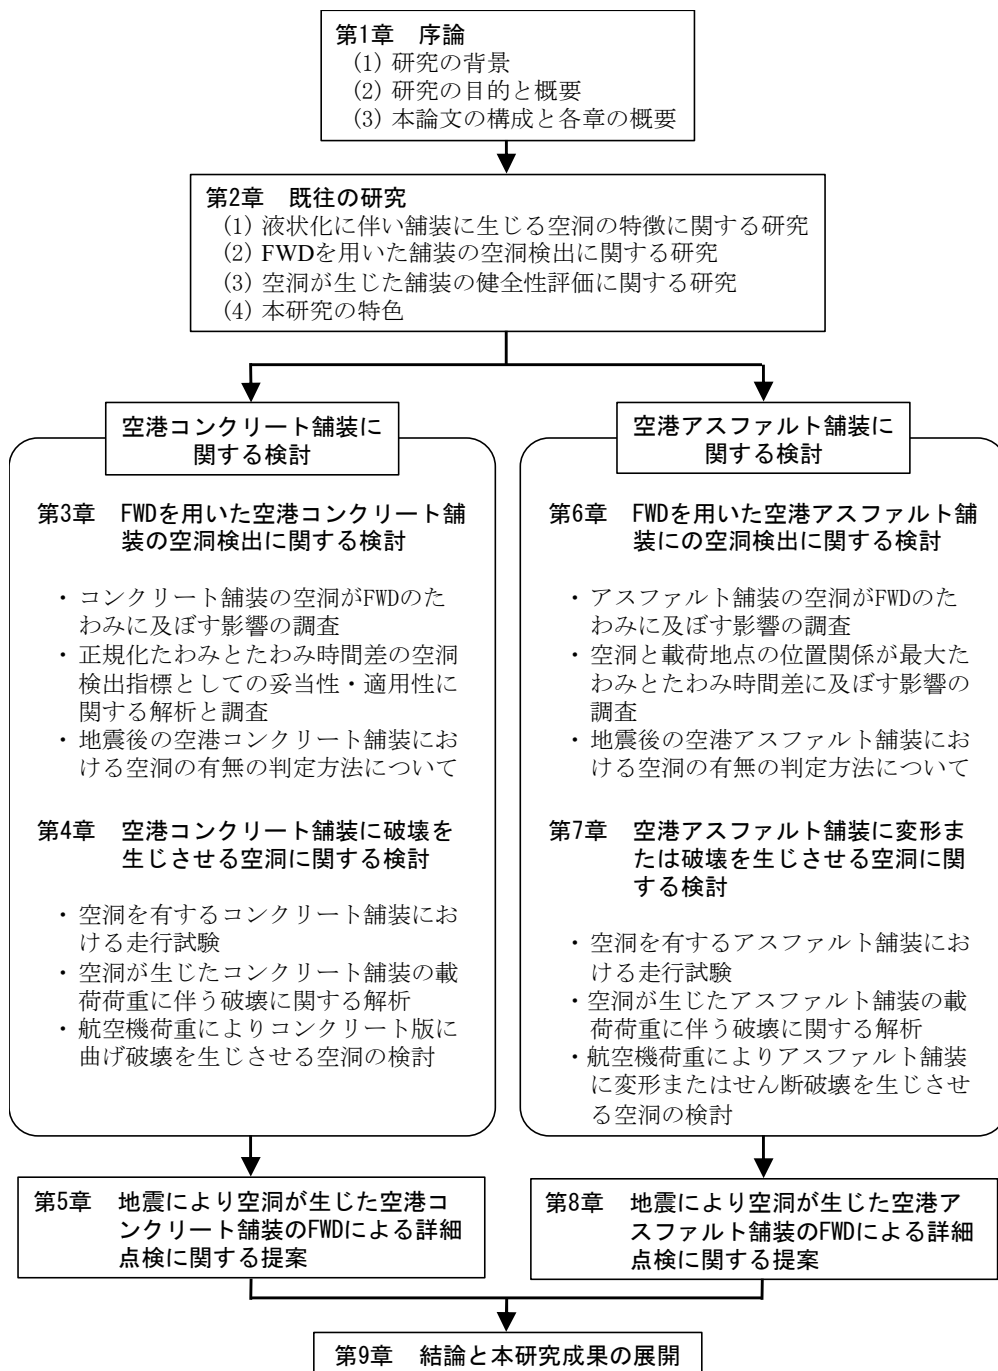 第1章 序論
(1) 研究の背景
(2) 研究の目的と概要
(3) 本論文の構成と各章の概要
第2章 既往の研究
(1) 液状化に伴い舗装に生じる空洞の特徴に関する研究
(2) FWDを用いた舗装の空洞検出に関する研究
(3) 空洞が生じた舗装の健全性評価に関する研究
(4) 本研究の特色
空港コンクリート舗装に
関する検討
第3章 FWDを用いた空港コンクリート舗
装の空洞検出に関する検討
・コンクリート舗装の空洞がFWDのた
わみに及ぼす影響の調査
・正規化たわみとたわみ時間差の空洞
検出指標としての妥当性・適用性に
関する解析と調査
・地震後の空港コンクリート舗装にお
ける空洞の有無の判定方法について
第4章 空港コンクリート舗装に破壊を
生じさせる空洞に関する検討
・空洞を有するコンクリート舗装にお
ける走行試験
・空洞が生じたコンクリート舗装の載
荷荷重に伴う破壊に関する解析
・航空機荷重によりコンクリート版に
曲げ破壊を生じさせる空洞の検討
第5章 地震により空洞が生じた空港コ
ンクリート舗装のFWDによる詳細
点検に関する提案
空港アスファルト舗装に
関する検討
第6章 FWDを用いた空港アスファルト舗
装にの空洞検出に関する検討
・アスファルト舗装の空洞がFWDのた
わみに及ぼす影響の調査
・空洞と載荷地点の位置関係が最大た
わみとたわみ時間差に及ぼす影響の
調査
・地震後の空港アスファルト舗装にお
ける空洞の有無の判定方法について
第7章 空港アスファルト舗装に変形ま
たは破壊を生じさせる空洞に関
する検討
・空洞を有するアスファルト舗装にお
ける走行試験
・空洞が生じたアスファルト舗装の載
荷荷重に伴う破壊に関する解析
・航空機荷重によりアスファルト舗装
に変形またはせん断破壊を生じさせ
る空洞の検討
第8章 地震により空洞が生じた空港ア
スファルト舗装のFWDによる詳細
点検に関する提案
第9章 結論と本研究成果の展開